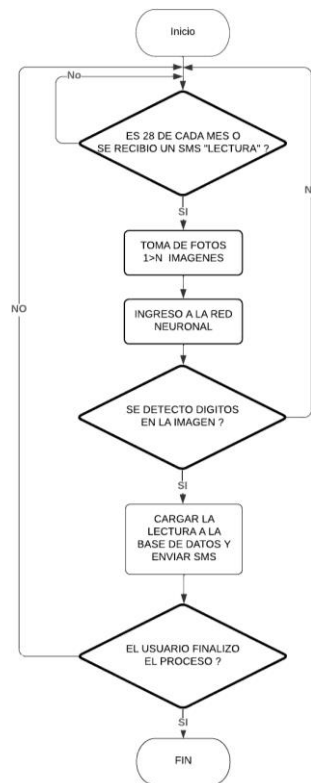 Inicio
No
ES 28 DE CADA MES O
SE RECIBIO UN SMS "LECTURA" ?
SI
TOMA DE FOTOS
1>N IMAGENES
NO
INGRESO A LA RED
NEURONAL
SE DETECTO DIGITOS
EN LA IMAGEN ?
SI
CARGAR LA
LECTURA A LA
BASE DE DATOS Y
ENVIAR SMS
EL USUARIO FINALIZO
EL PROCESO ?
SI
FIN